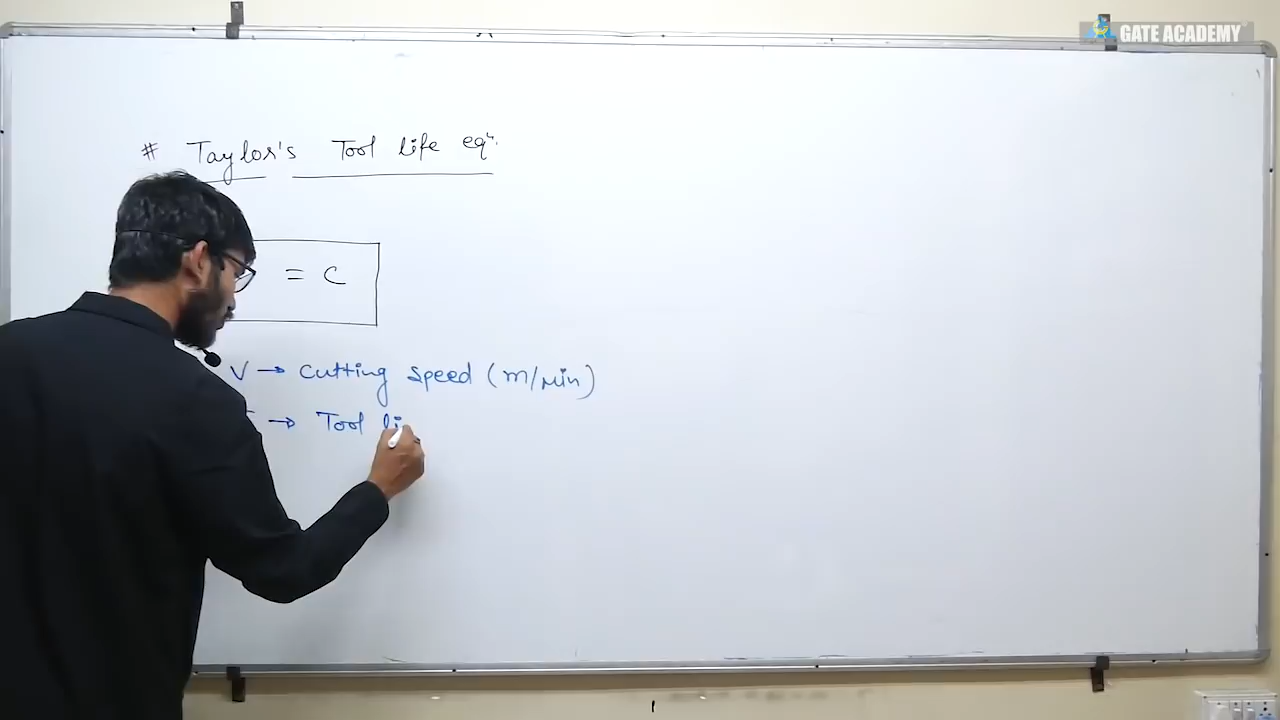 GATE ACADEMY
# Taylor's Tool life eqⁿ.
= C
V → Cutting speed (m/min)
→ Tool li